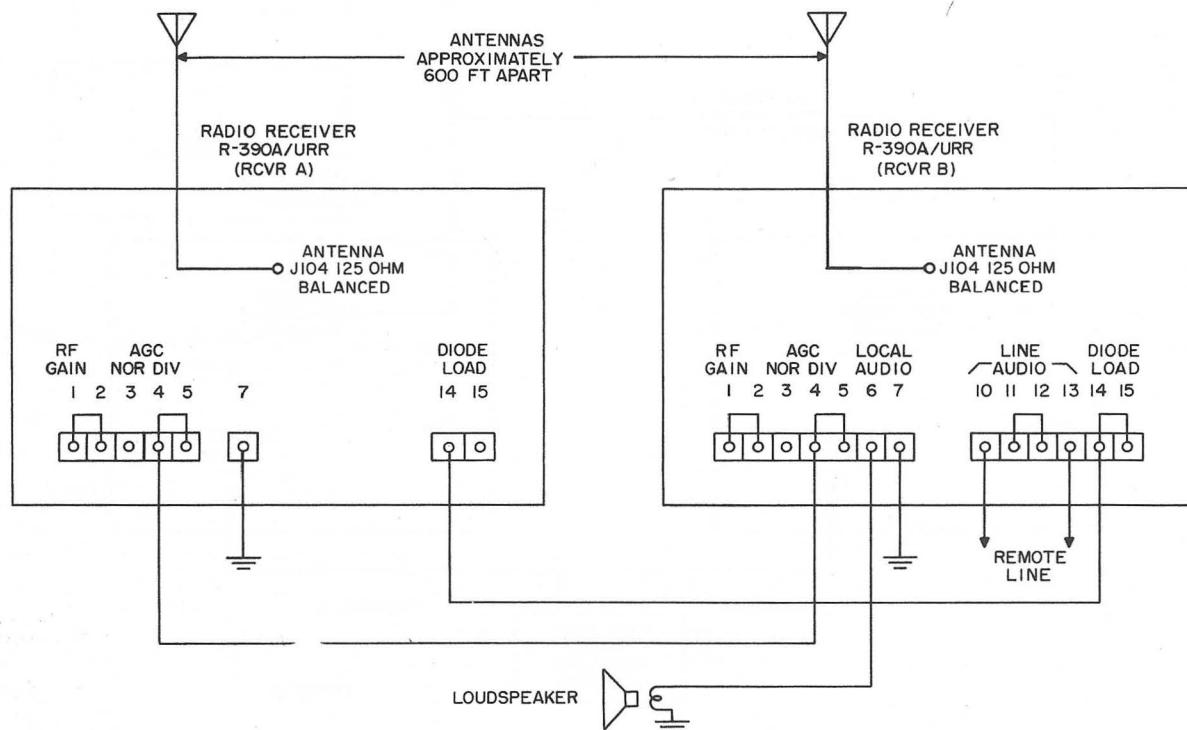 ANTENNAS
APPROXIMATELY
600 FT APART
RADIO RECEIVER
R-390A/URR
(RCVR A)
RADIO RECEIVER
R-390A/URR
(RCVR B)
ANTENNA
J104 125 OHM
BALANCED
ANTENNA
J104 125 OHM
BALANCED
RF
GAIN
AGC
NOR DIV
DIODE
LOAD
1 2 3 4 5 7 14 15
RF
GAIN
AGC
NOR DIV
LOCAL
AUDIO
LINE
AUDIO
DIODE
LOAD
1 2 3 4 5 6 7 10 11 12 13 14 15
REMOTE
LINE
LOUDSPEAKER